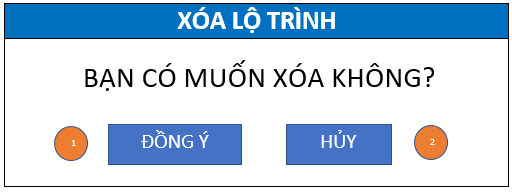 XÓA LỘ TRÌNH
BẠN CÓ MUỐN XÓA KHÔNG?
1 ĐỒNG Ý HỦY 2